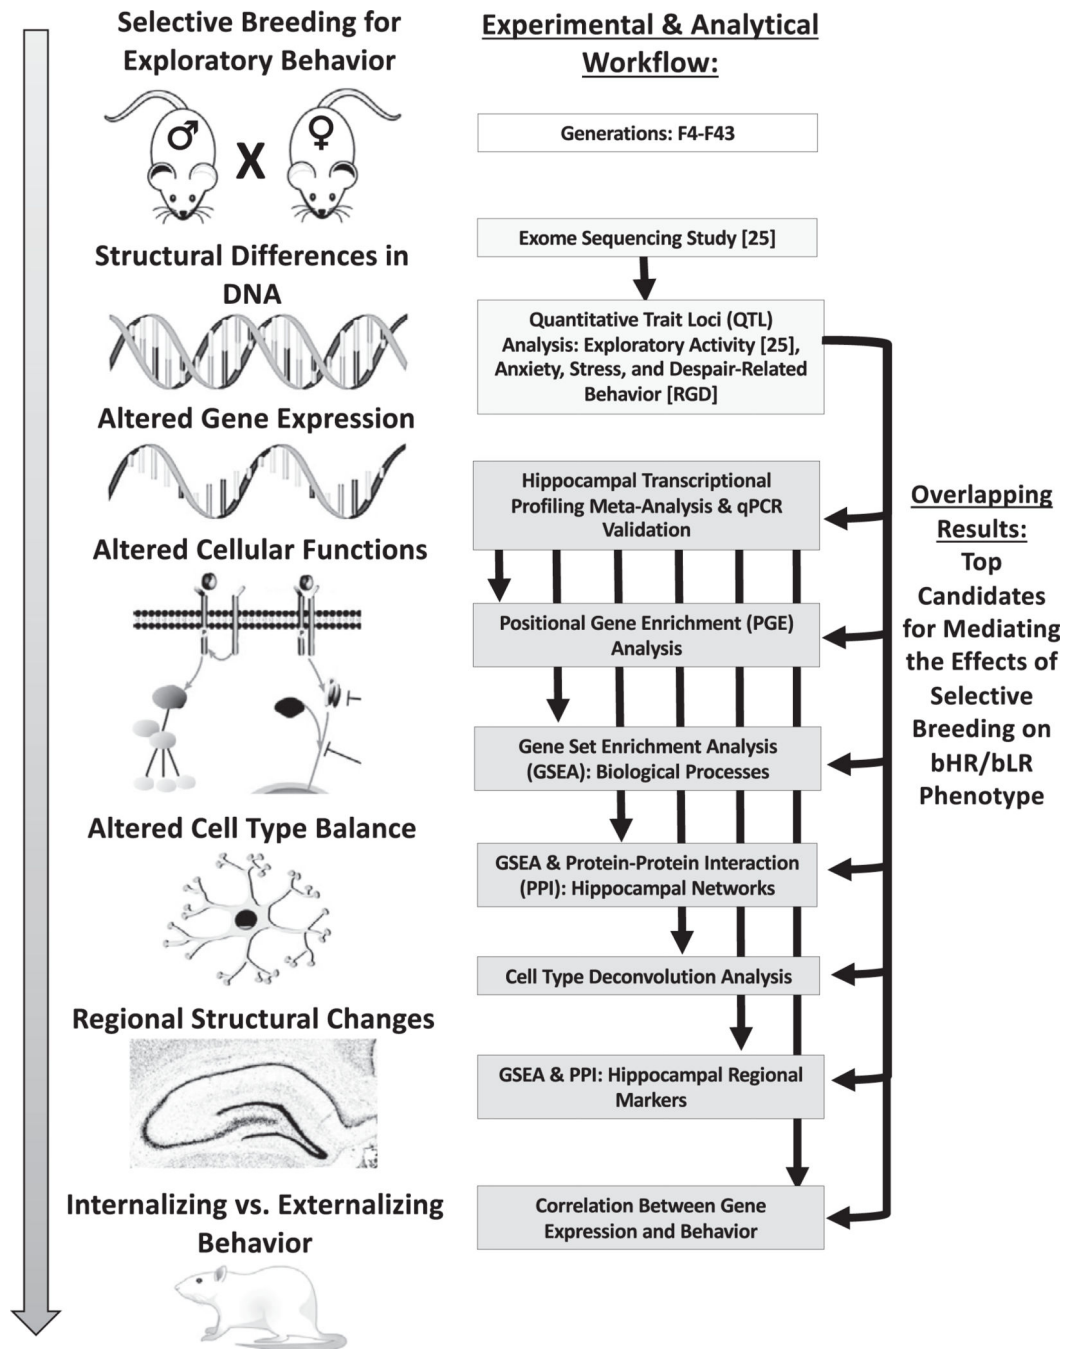 Selective Breeding for
Exploratory Behavior
♂
X
♀
Structural Differences in
DNA
Altered Gene Expression
Altered Cellular Functions
Altered Cell Type Balance
Regional Structural Changes
Internalizing vs. Externalizing
Behavior
Experimental & Analytical
Workflow:
Generations: F4-F43
Exome Sequencing Study [25]
Quantitative Trait Loci (QTL)
Analysis: Exploratory Activity [25],
Anxiety, Stress, and Despair-Related
Behavior [RGD]
Hippocampal Transcriptional
Profiling Meta-Analysis & qPCR
Validation
Positional Gene Enrichment (PGE)
Analysis
Gene Set Enrichment Analysis
(GSEA): Biological Processes
GSEA & Protein-Protein Interaction
(PPI): Hippocampal Networks
Cell Type Deconvolution Analysis
GSEA & PPI: Hippocampal Regional
Markers
Correlation Between Gene
Expression and Behavior
Overlapping
Results:
Top
Candidates
for Mediating
the Effects of
Selective
Breeding on
bHR/bLR
Phenotype